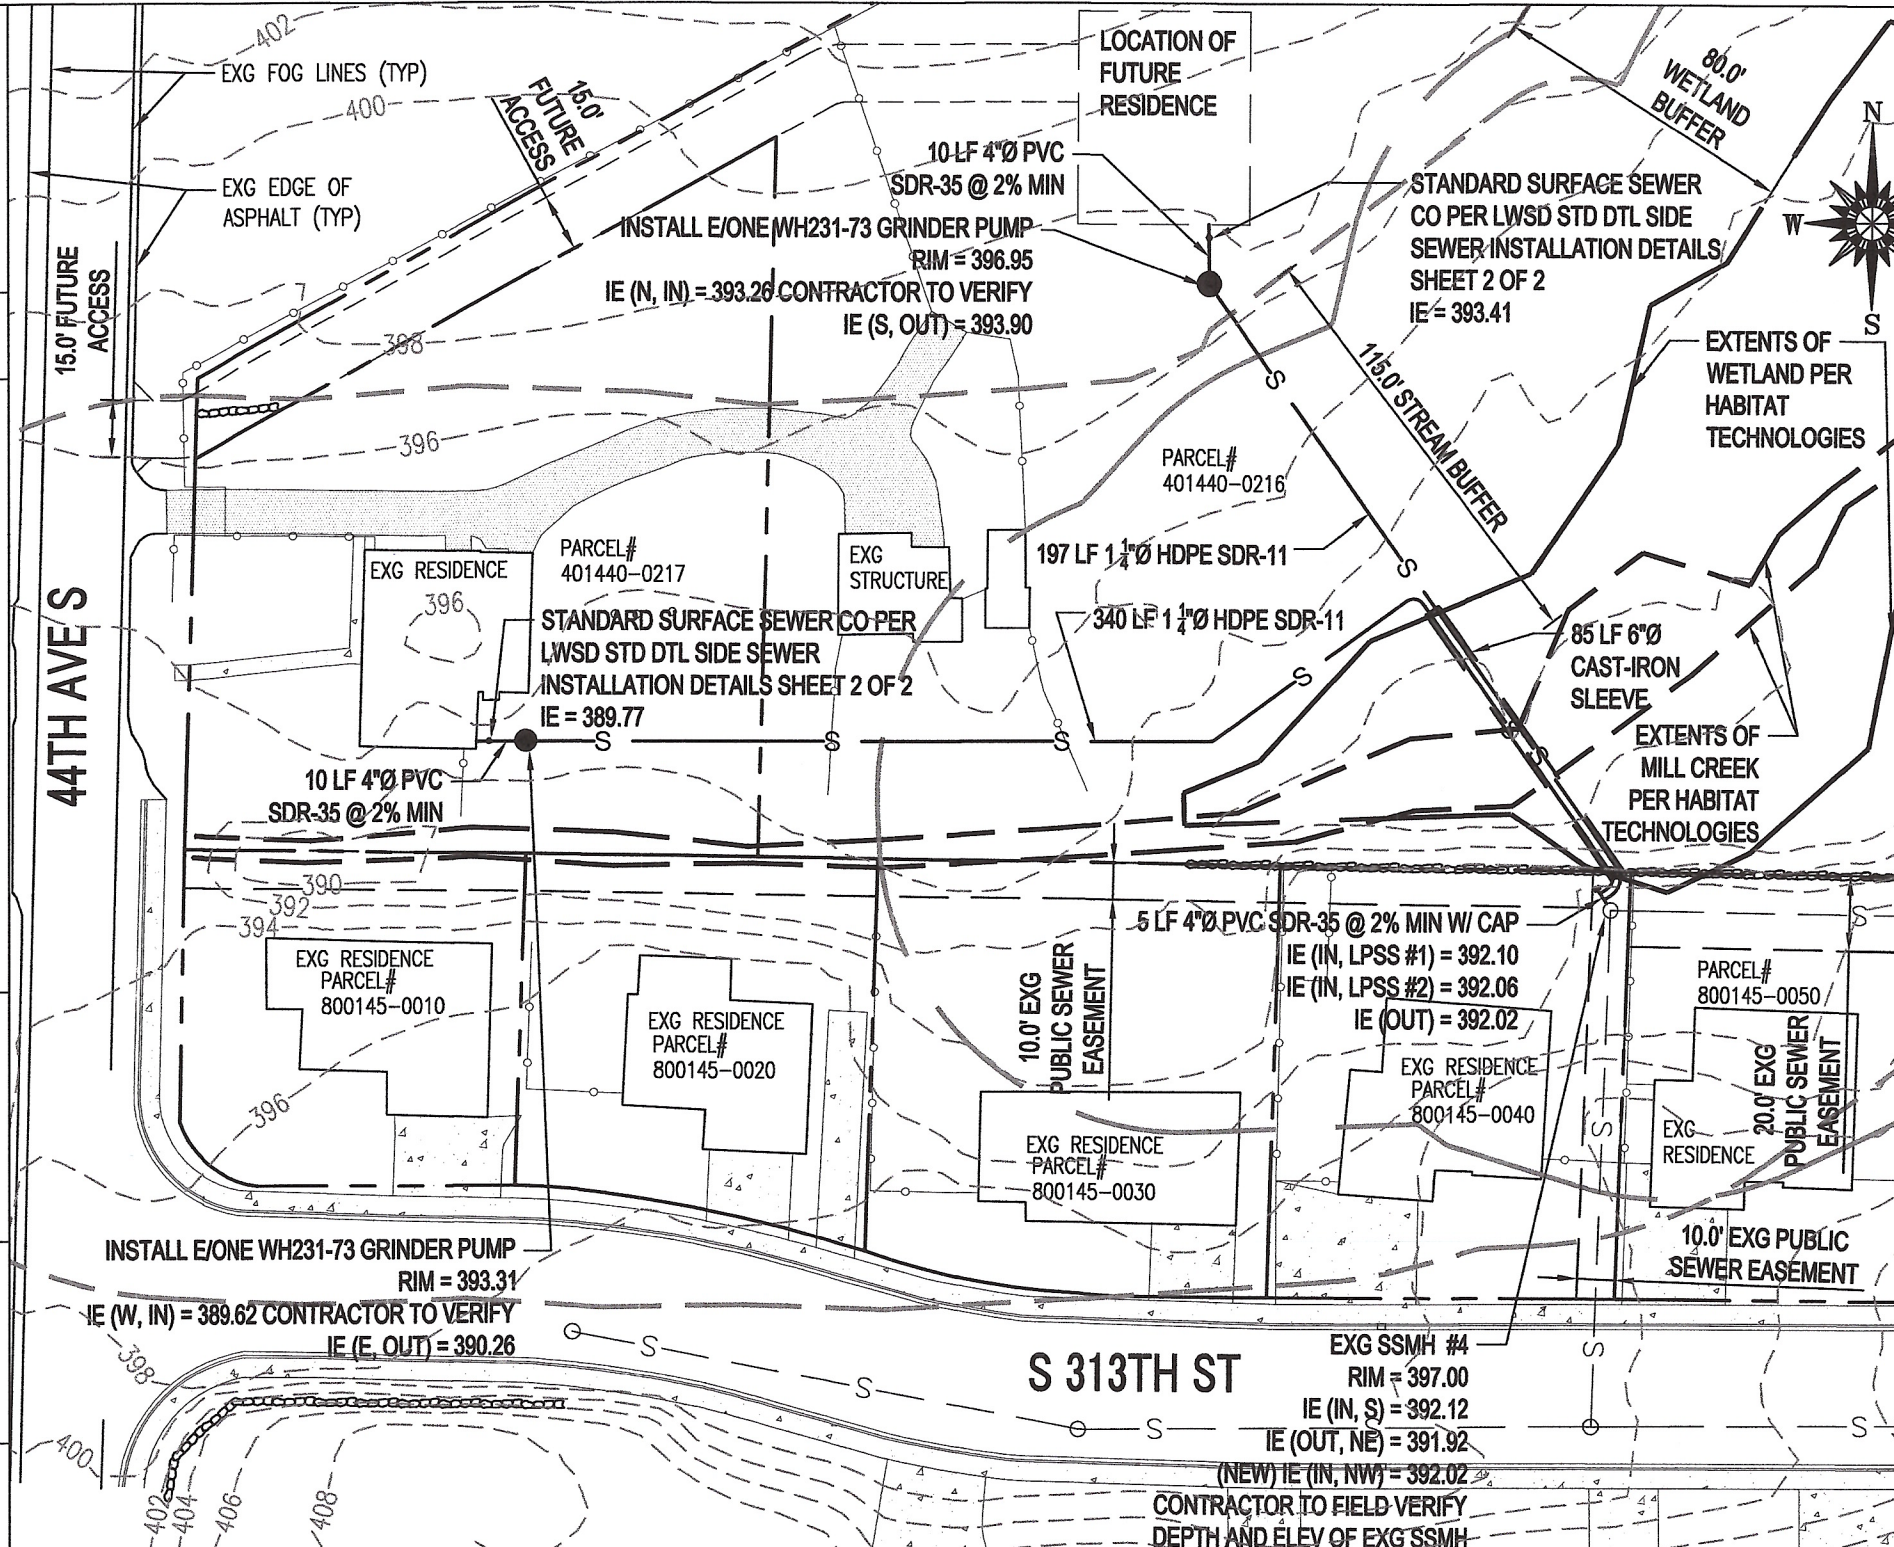 402
EXG FOG LINES (TYP)
400
15.0'
FUTURE
ACCESS
EXG EDGE OF
ASPHALT (TYP)
15.0' FUTURE
ACCESS
LOCATION OF
FUTURE
RESIDENCE
80.0'
WETLAND
BUFFER
N
W
S
10 LF 4"Ø PVC
SDR-35 @ 2% MIN
INSTALL E/ONE WH231-73 GRINDER PUMP
RIM = 396.95
IE (N, IN) = 393.26 CONTRACTOR TO VERIFY
IE (S, OUT) = 393.90
STANDARD SURFACE SEWER
CO PER LWSD STD DTL SIDE
SEWER INSTALLATION DETAILS
SHEET 2 OF 2
IE = 393.41
EXTENTS OF
WETLAND PER
HABITAT
TECHNOLOGIES
398
396
S
115.0' STREAM BUFFER
PARCEL#
401440-0216
S
197 LF 1 1/4"Ø HDPE SDR-11
340 LF 1 1/4"Ø HDPE SDR-11
44TH AVE S
EXG RESIDENCE
396
PARCEL#
401440-0217
EXG
STRUCTURE
STANDARD SURFACE SEWER CO PER
LWSD STD DTL SIDE SEWER
INSTALLATION DETAILS SHEET 2 OF 2
IE = 389.77
S
S
S
S
S
S
85 LF 6"Ø
CAST-IRON
SLEEVE
EXTENTS OF
MILL CREEK
PER HABITAT
TECHNOLOGIES
10 LF 4"Ø PVC
SDR-35 @ 2% MIN
390
392
394
5 LF 4"Ø PVC SDR-35 @ 2% MIN W/ CAP
IE (IN, LPSS #1) = 392.10
IE (IN, LPSS #2) = 392.06
IE (OUT) = 392.02
S
EXG RESIDENCE
PARCEL#
800145-0010
EXG RESIDENCE
PARCEL#
800145-0020
10.0' EXG
PUBLIC SEWER
EASEMENT
PARCEL#
800145-0050
EXG RESIDENCE
PARCEL#
800145-0040
EXG RESIDENCE
PARCEL#
800145-0030
S
EXG
RESIDENCE
20.0' EXG
PUBLIC SEWER
EASEMENT
396
10.0' EXG PUBLIC
SEWER EASEMENT
INSTALL E/ONE WH231-73 GRINDER PUMP
RIM = 393.31
IE (W, IN) = 389.62 CONTRACTOR TO VERIFY
IE (E, OUT) = 390.26
398
S
S
S
S
S
S
S 313TH ST
EXG SSMH #4
RIM = 397.00
IE (IN, S) = 392.12
IE (OUT, NE) = 391.92
(NEW) IE (IN, NW) = 392.02
CONTRACTOR TO FIELD VERIFY
DEPTH AND ELEV OF EXG SSMH
400
402
404
406
408